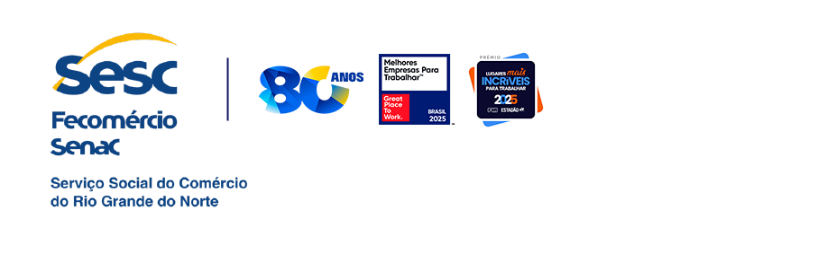 Sesc
Fecomércio
Senac
Serviço Social do Comércio
do Rio Grande do Norte
80 ANOS
Melhores
Empresas Para
Trabalhar™
Great
Place
To
Work.
BRASIL
2025
PRÊMIO
LUGARES mais
INCRÍVEIS
PARA TRABALHAR
2025
ESTADÃO